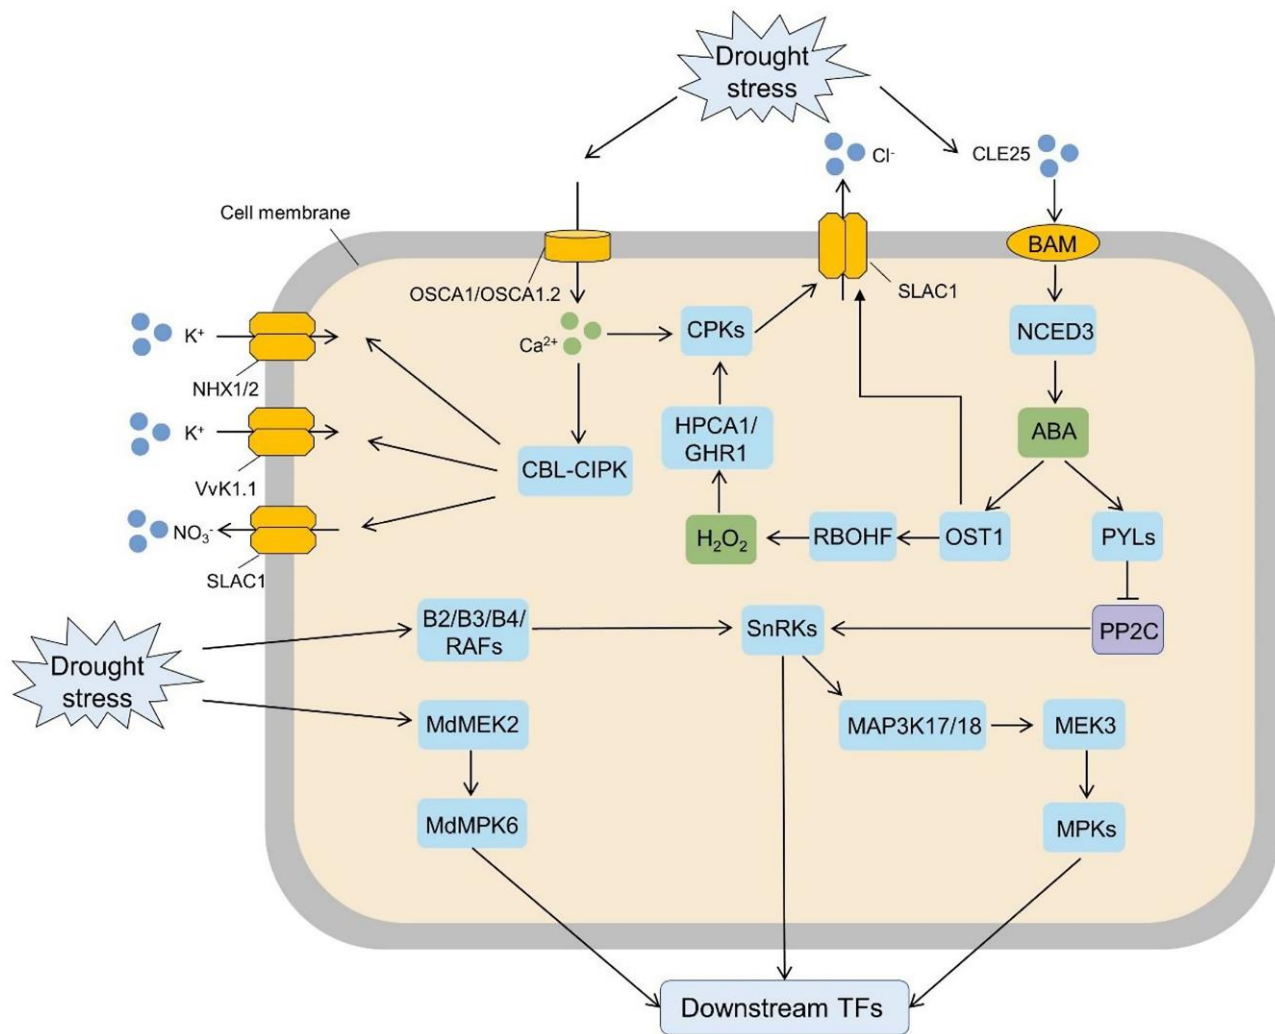 Drought
stress
Cl⁻
CLE25
Cell membrane
BAM
OSCA1/OSCA1.2
SLAC1
K⁺
Ca²⁺
CPKs
NCED3
NHX1/2
HPCA1/
GHR1
ABA
K⁺
CBL-CIPK
VvK1.1
NO₃⁻
H₂O₂
RBOHF
OST1
PYLs
SLAC1
B2/B3/B4/
RAFs
SnRKs
PP2C
Drought
stress
MdMEK2
MAP3K17/18
MEK3
MdMPK6
MPKs
Downstream TFs